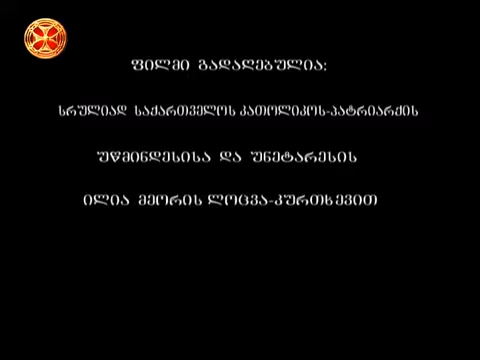 ფილმი გადაღებულია:
სრულიად საქართველოს კათოლიკოს-პატრიარქის
უწმინდესისა და უნეტარესის
ილია მეორის ლოცვა-კურთხევით